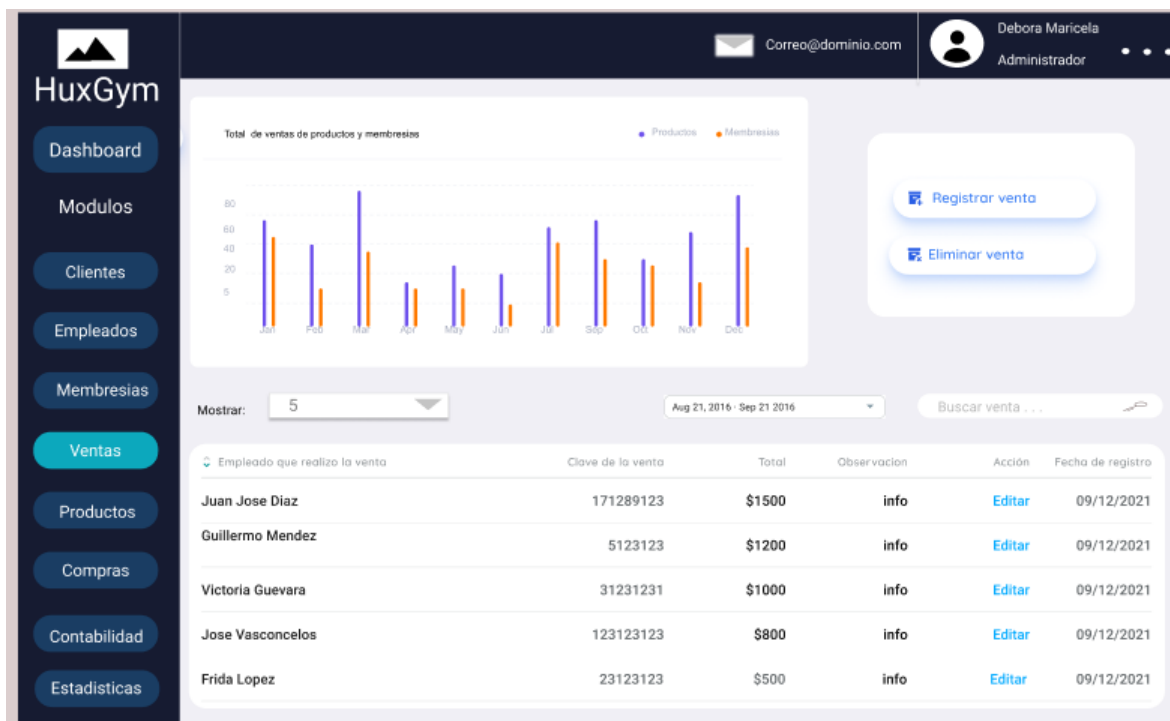 HuxGym
Dashboard
Modulos
Clientes
Empleados
Membresias
Ventas
Productos
Compras
Contabilidad
Estadisticas
Correo@dominio.com
Debora Maricela
Administrador
Total de ventas de productos y membresias
Productos
Membresias
80
60
40
20
5
Jan
Feb
Mar
Apr
May
Jun
Jul
Sep
Oct
Nov
Dec
Registrar venta
Eliminar venta
Mostrar:
5
Aug 21, 2016 - Sep 21 2016
Buscar venta . . .
Empleado que realizo la venta Clave de la venta Total Observacion Acción Fecha de registro
Juan Jose Diaz 171289123 $1500 info Editar 09/12/2021
Guillermo Mendez 5123123 $1200 info Editar 09/12/2021
Victoria Guevara 31231231 $1000 info Editar 09/12/2021
Jose Vasconcelos 123123123 $800 info Editar 09/12/2021
Frida Lopez 23123123 $500 info Editar 09/12/2021